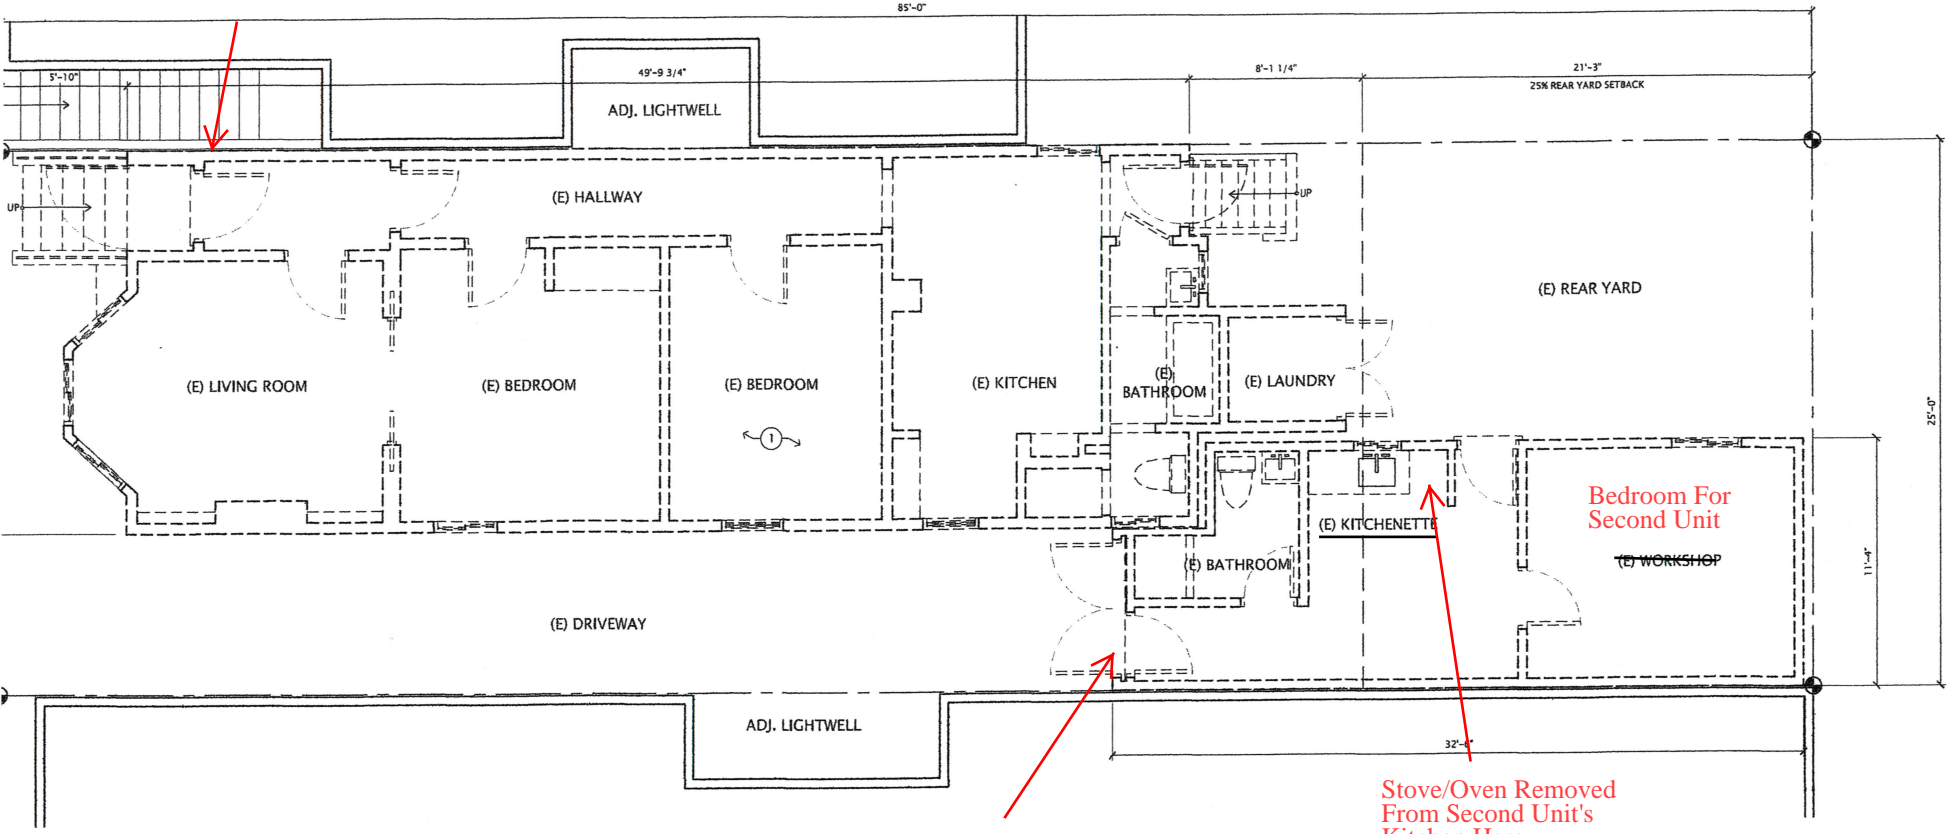 85'-0"
5'-10"
49'-9 3/4"
8'-1 1/4"
21'-3"
25% REAR YARD SETBACK
ADJ. LIGHTWELL
(E) HALLWAY
UP
UP
(E) REAR YARD
(E) LIVING ROOM
(E) BEDROOM
(E) BEDROOM
(E) KITCHEN
(E)
BATHROOM
(E) LAUNDRY
25'-0"
1
Bedroom For
Second Unit
(E) KITCHENETTE
(E) WORKSHOP
(E) BATHROOM
11'-4"
(E) DRIVEWAY
ADJ. LIGHTWELL
32'-6"
Stove/Oven Removed
From Second Unit's
Kitchen Here